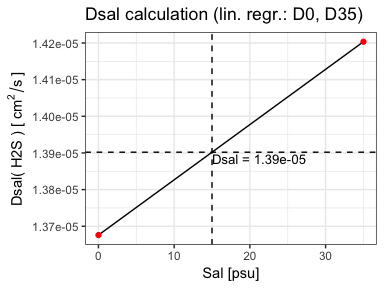 Dsal calculation (lin. regr.: D0, D35)
Dsal( H2S ) [ cm²/s ]
1.42e-05
1.41e-05
1.40e-05
1.39e-05
1.38e-05
1.37e-05
Dsal = 1.39e-05
0 10 20 30
Sal [psu]